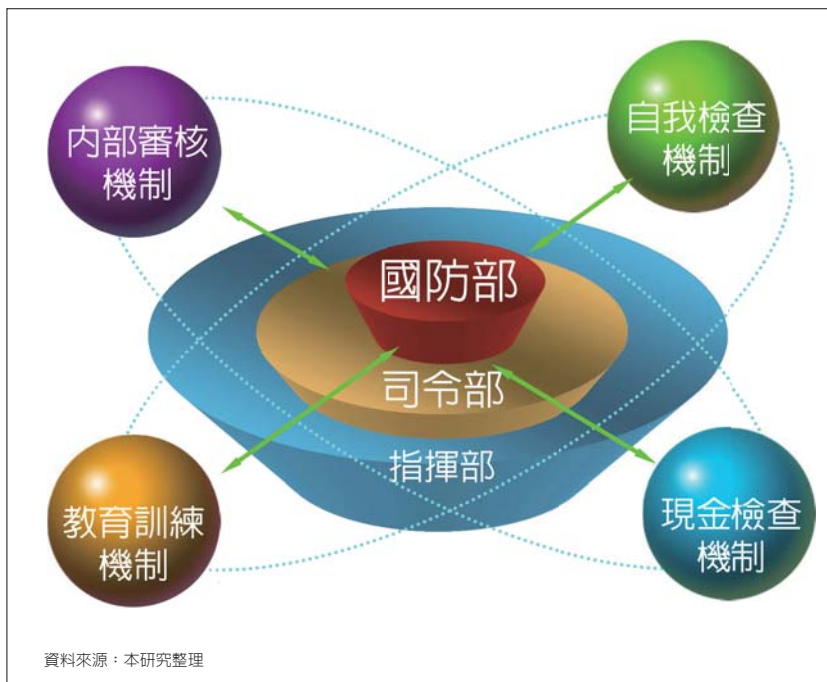 內部審核
機制
自我檢查
機制
國防部
司令部
指揮部
教育訓練
機制
現金檢查
機制
資料來源：本研究整理